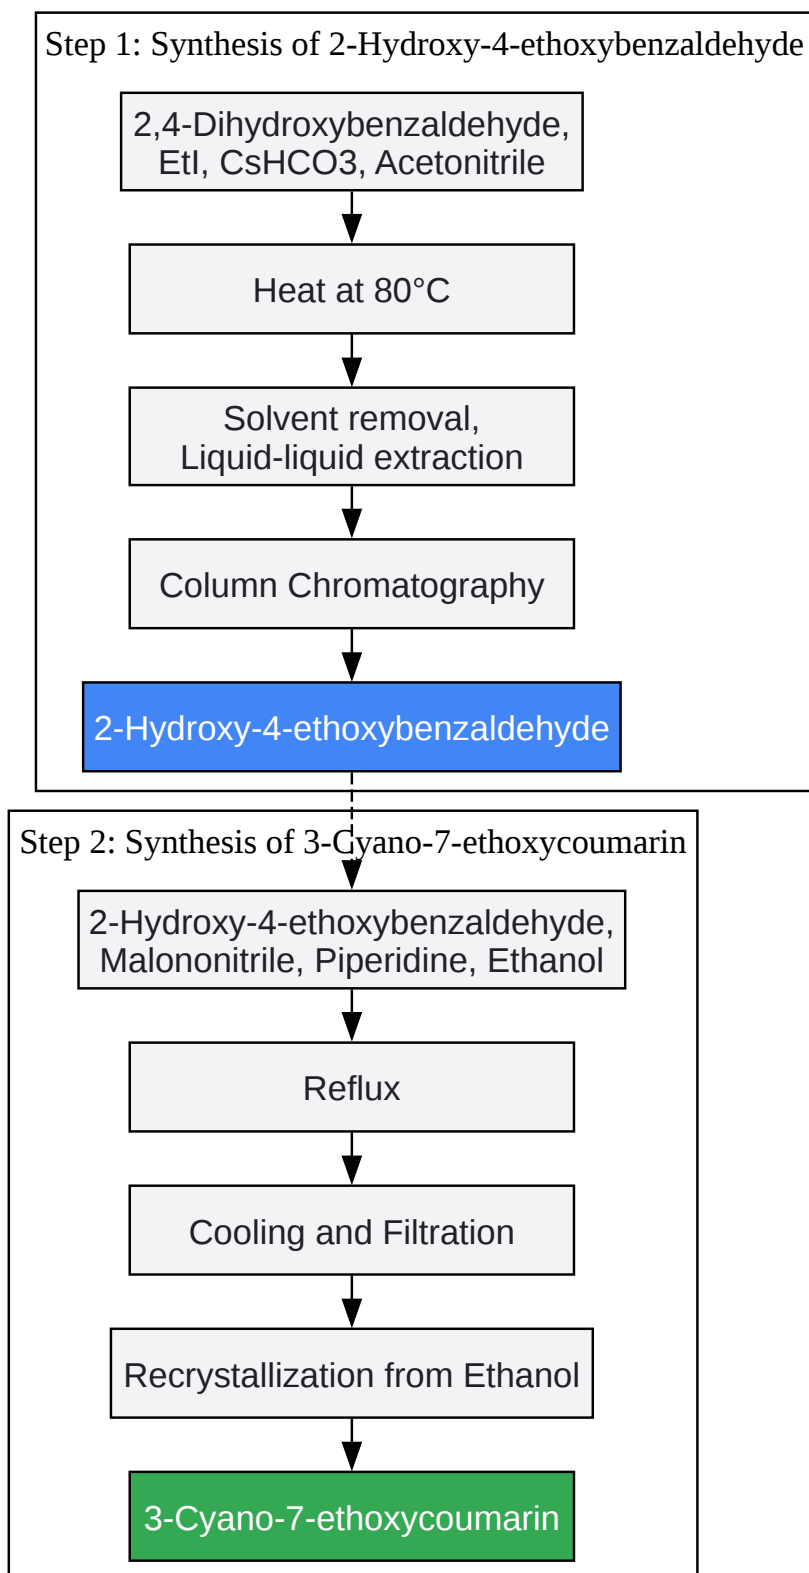 Step 1: Synthesis of 2-Hydroxy-4-ethoxybenzaldehyde
2,4-Dihydroxybenzaldehyde,
EtI, CsHCO3, Acetonitrile
Heat at 80°C
Solvent removal,
Liquid-liquid extraction
Column Chromatography
2-Hydroxy-4-ethoxybenzaldehyde
Step 2: Synthesis of 3-Cyano-7-ethoxycoumarin
2-Hydroxy-4-ethoxybenzaldehyde,
Malononitrile, Piperidine, Ethanol
Reflux
Cooling and Filtration
Recrystallization from Ethanol
3-Cyano-7-ethoxycoumarin